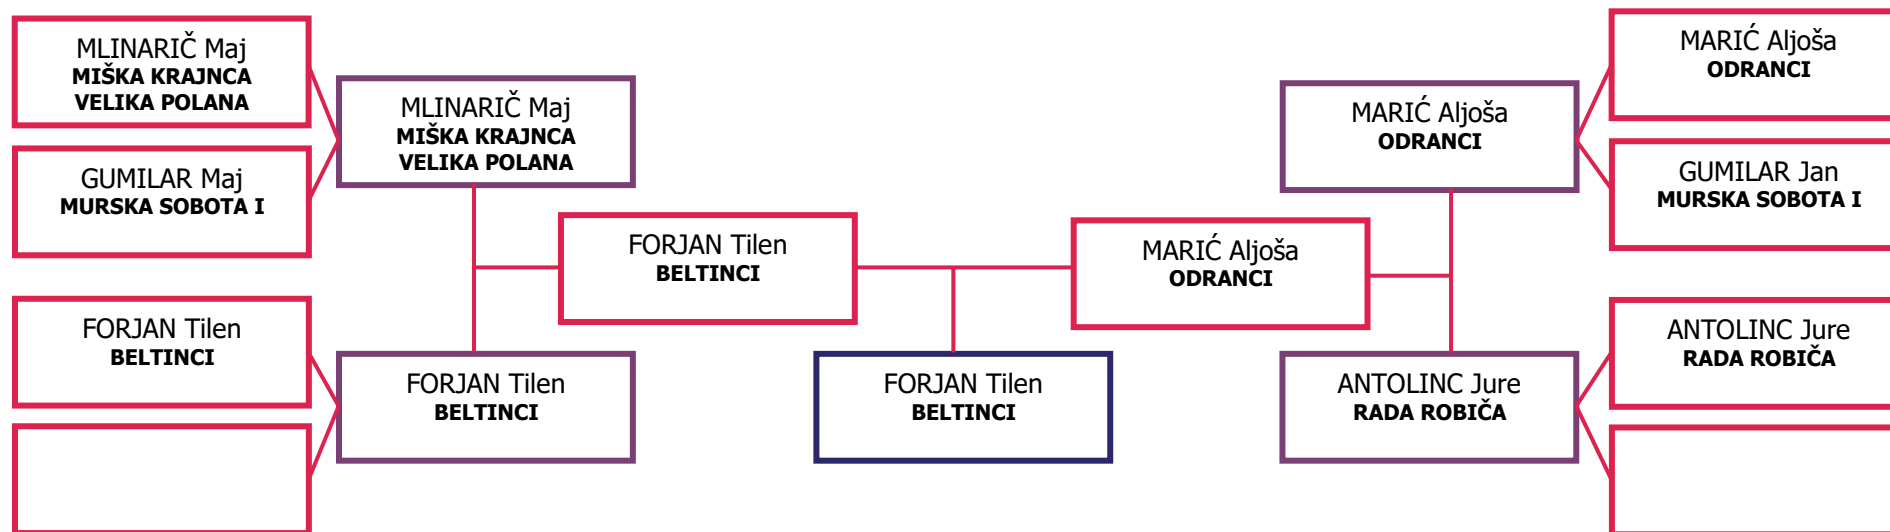 MLINARIČ Maj
MIŠKA KRAJNCA
VELIKA POLANA
GUMILAR Maj
MURSKA SOBOTA I
FORJAN Tilen
BELTINCI
MLINARIČ Maj
MIŠKA KRAJNCA
VELIKA POLANA
FORJAN Tilen
BELTINCI
FORJAN Tilen
BELTINCI
FORJAN Tilen
BELTINCI
MARIĆ Aljoša
ODRANCI
MARIĆ Aljoša
ODRANCI
ANTOLINC Jure
RADA ROBIČA
MARIĆ Aljoša
ODRANCI
GUMILAR Jan
MURSKA SOBOTA I
ANTOLINC Jure
RADA ROBIČA